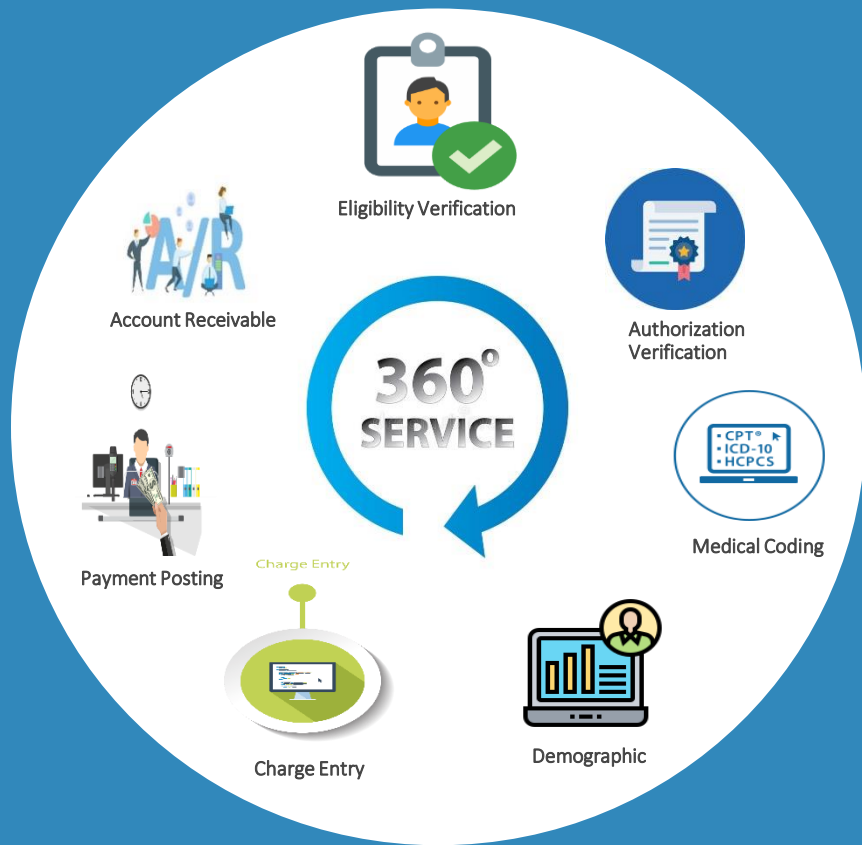 Eligibility Verification
A/R
Account Receivable
Authorization
Verification
360°
SERVICE
• CPT®
• ICD-10
• HCPCS
Medical Coding
Payment Posting
Charge Entry
Charge Entry
Demographic